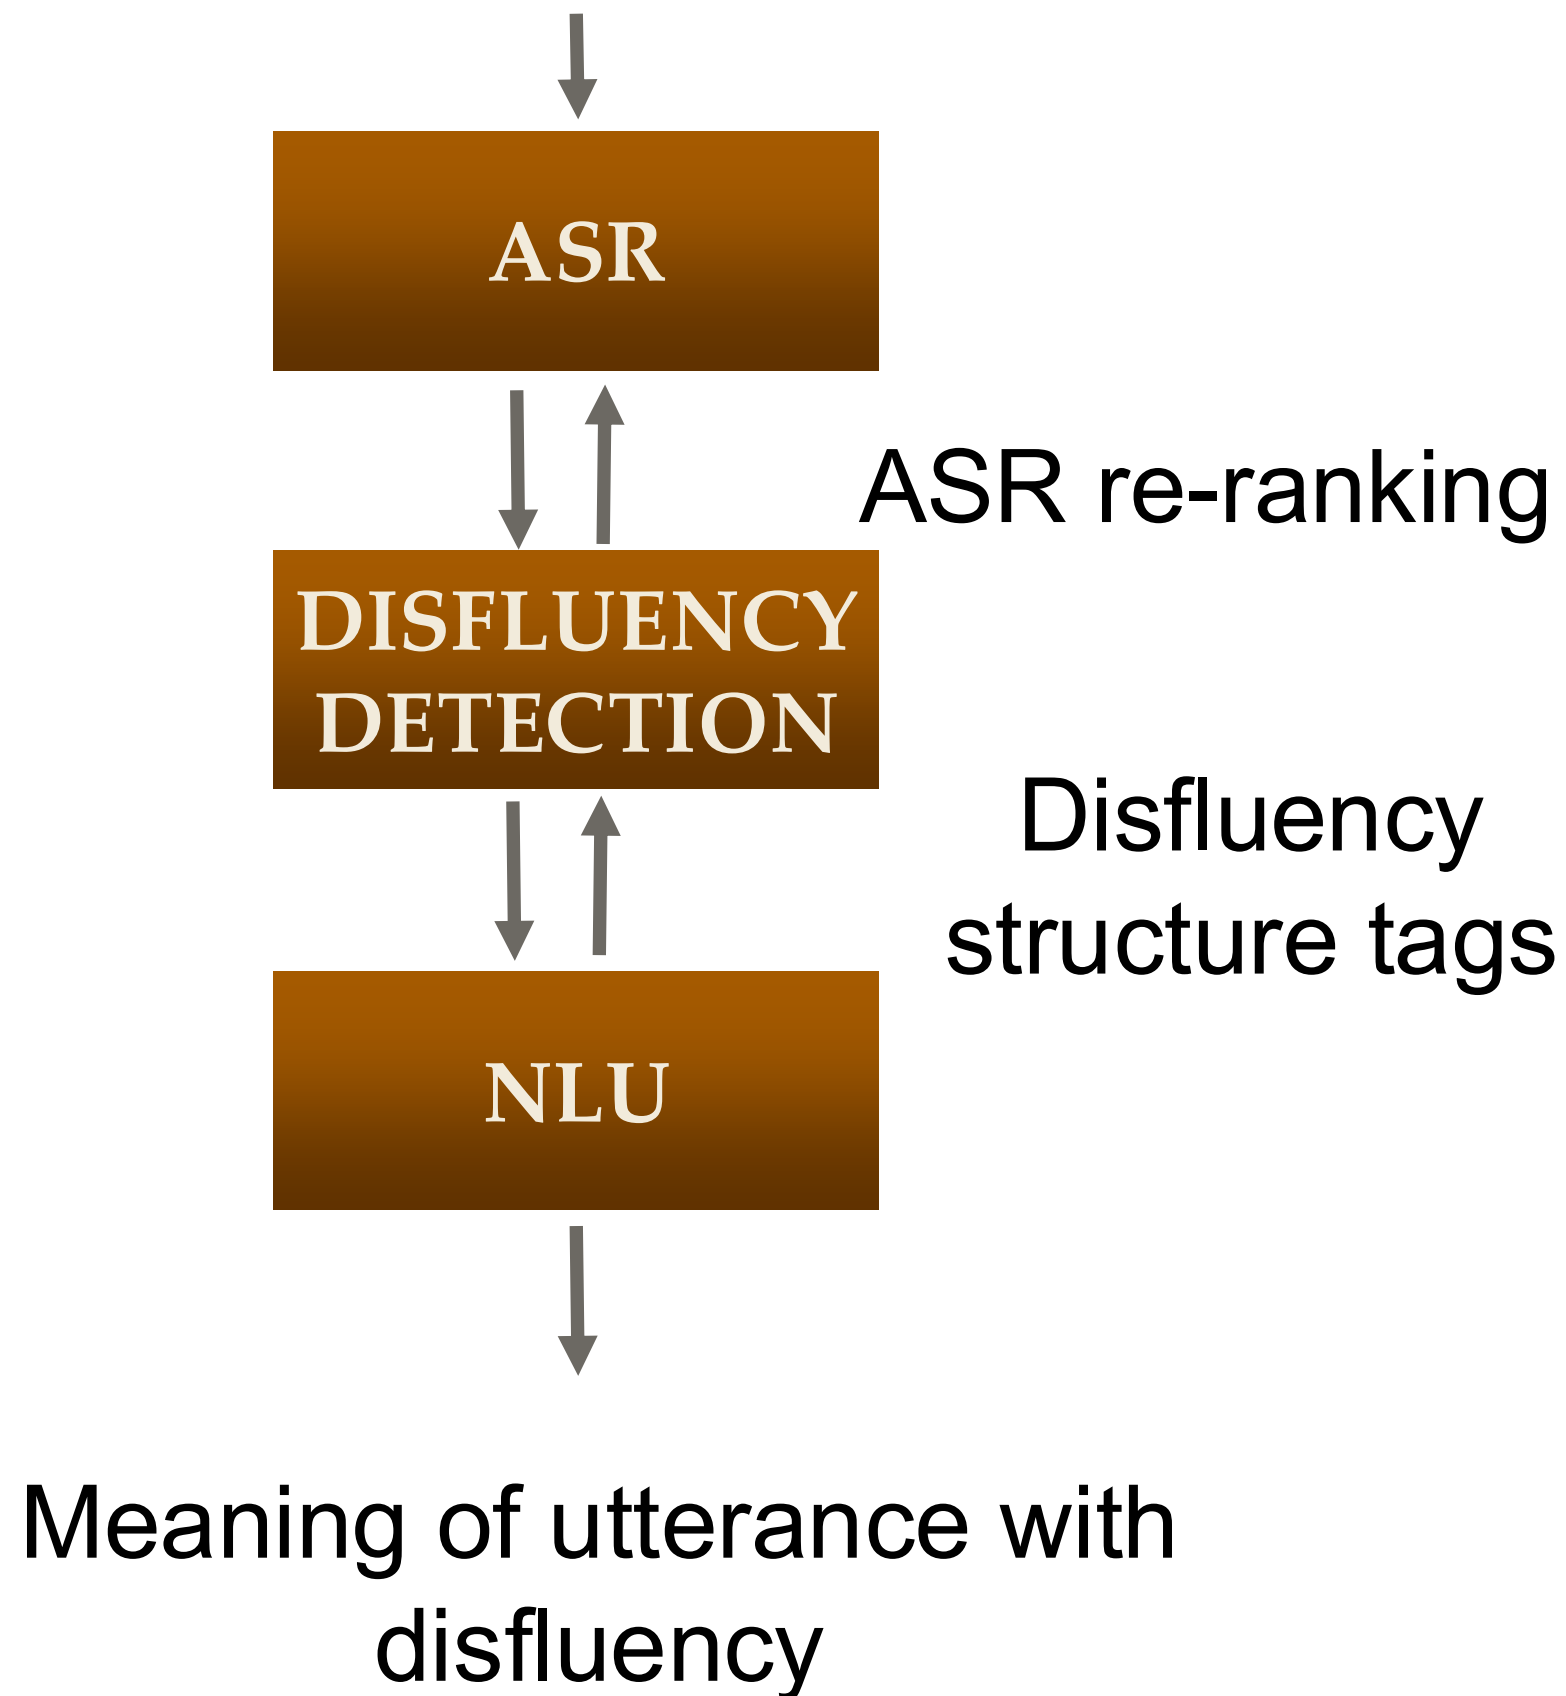 ASR
ASR re-ranking
DISFLUENCY
DETECTION
Disfluency
structure tags
NLU
Meaning of utterance with
disfluency